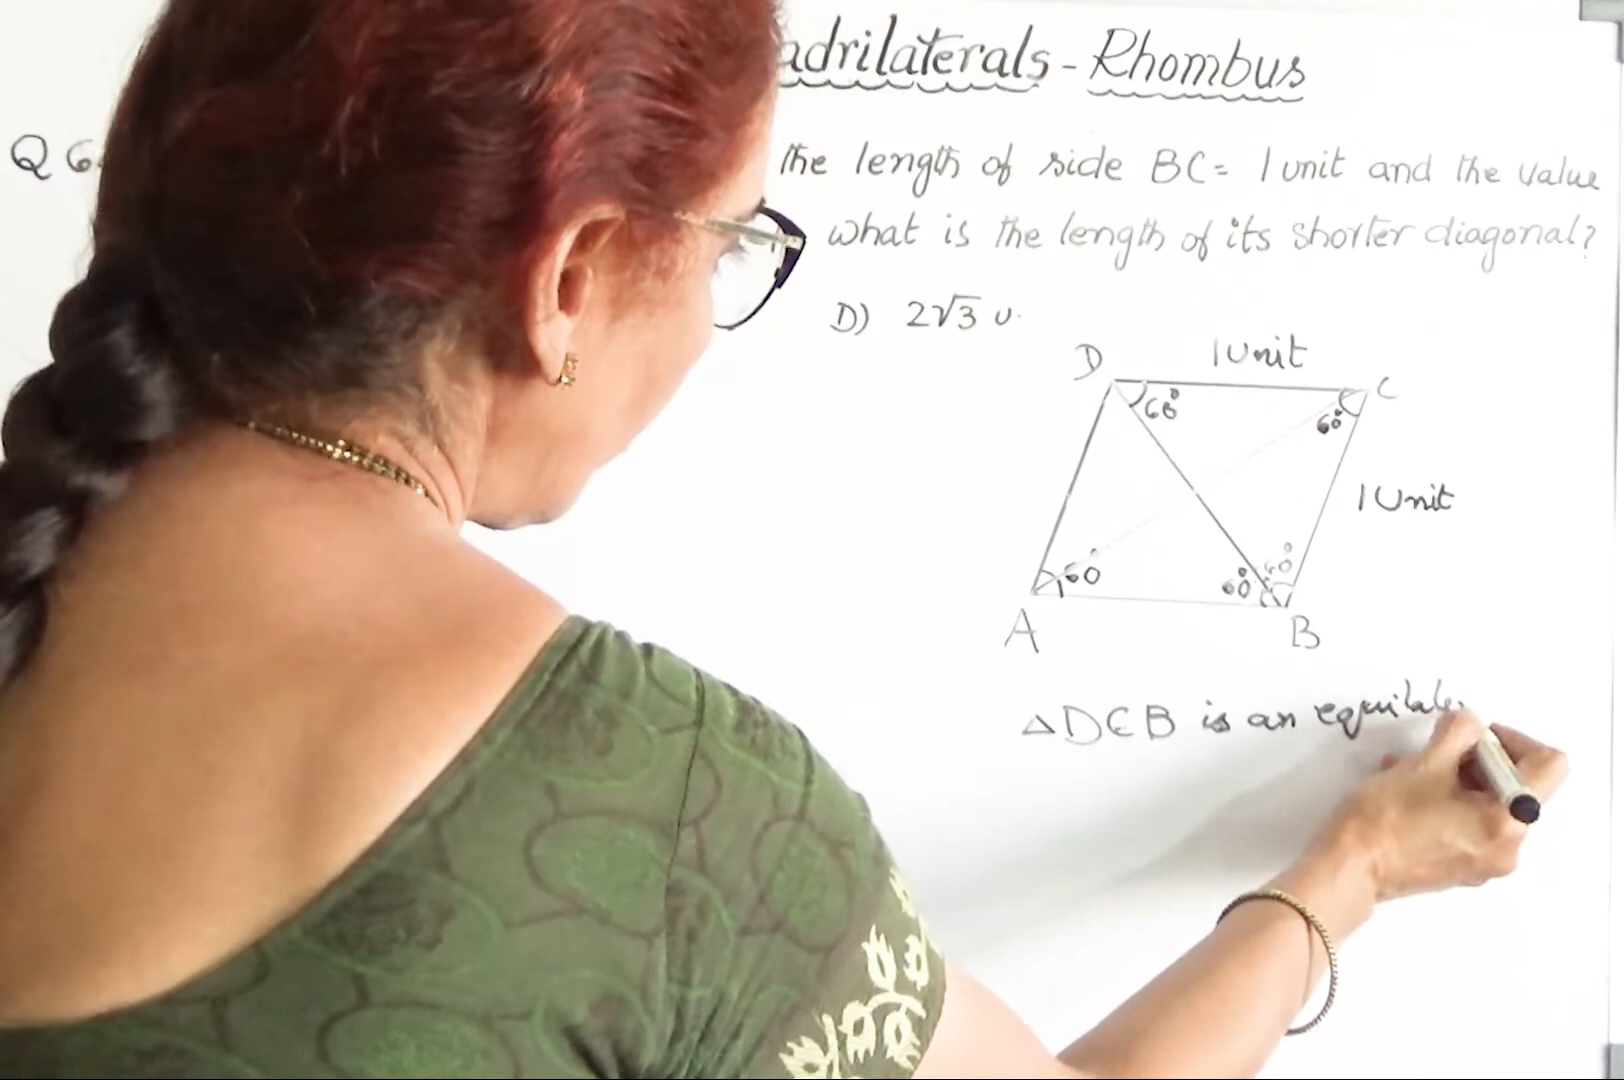 adrilaterals - Rhombus
Q 6
the length of side BC = 1 unit and the value
what is the length of its shorter diagonal?
D) 2√3 u.
D 1 Unit C
60° 60°
1 Unit
60° 60° 60°
A B
△DCB is an equilate